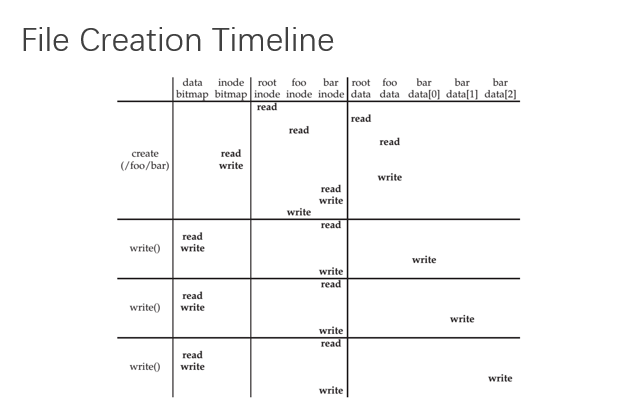 File Creation Timeline
data inode root foo bar root foo bar bar bar
bitmap bitmap inode inode inode data data data[0] data[1] data[2]
read
read
read
read
create read
(/foo/bar) write
write
read
write
write
read
read
write() write
write
write
read
read
write() write
write
write
read
read
write() write
write
write